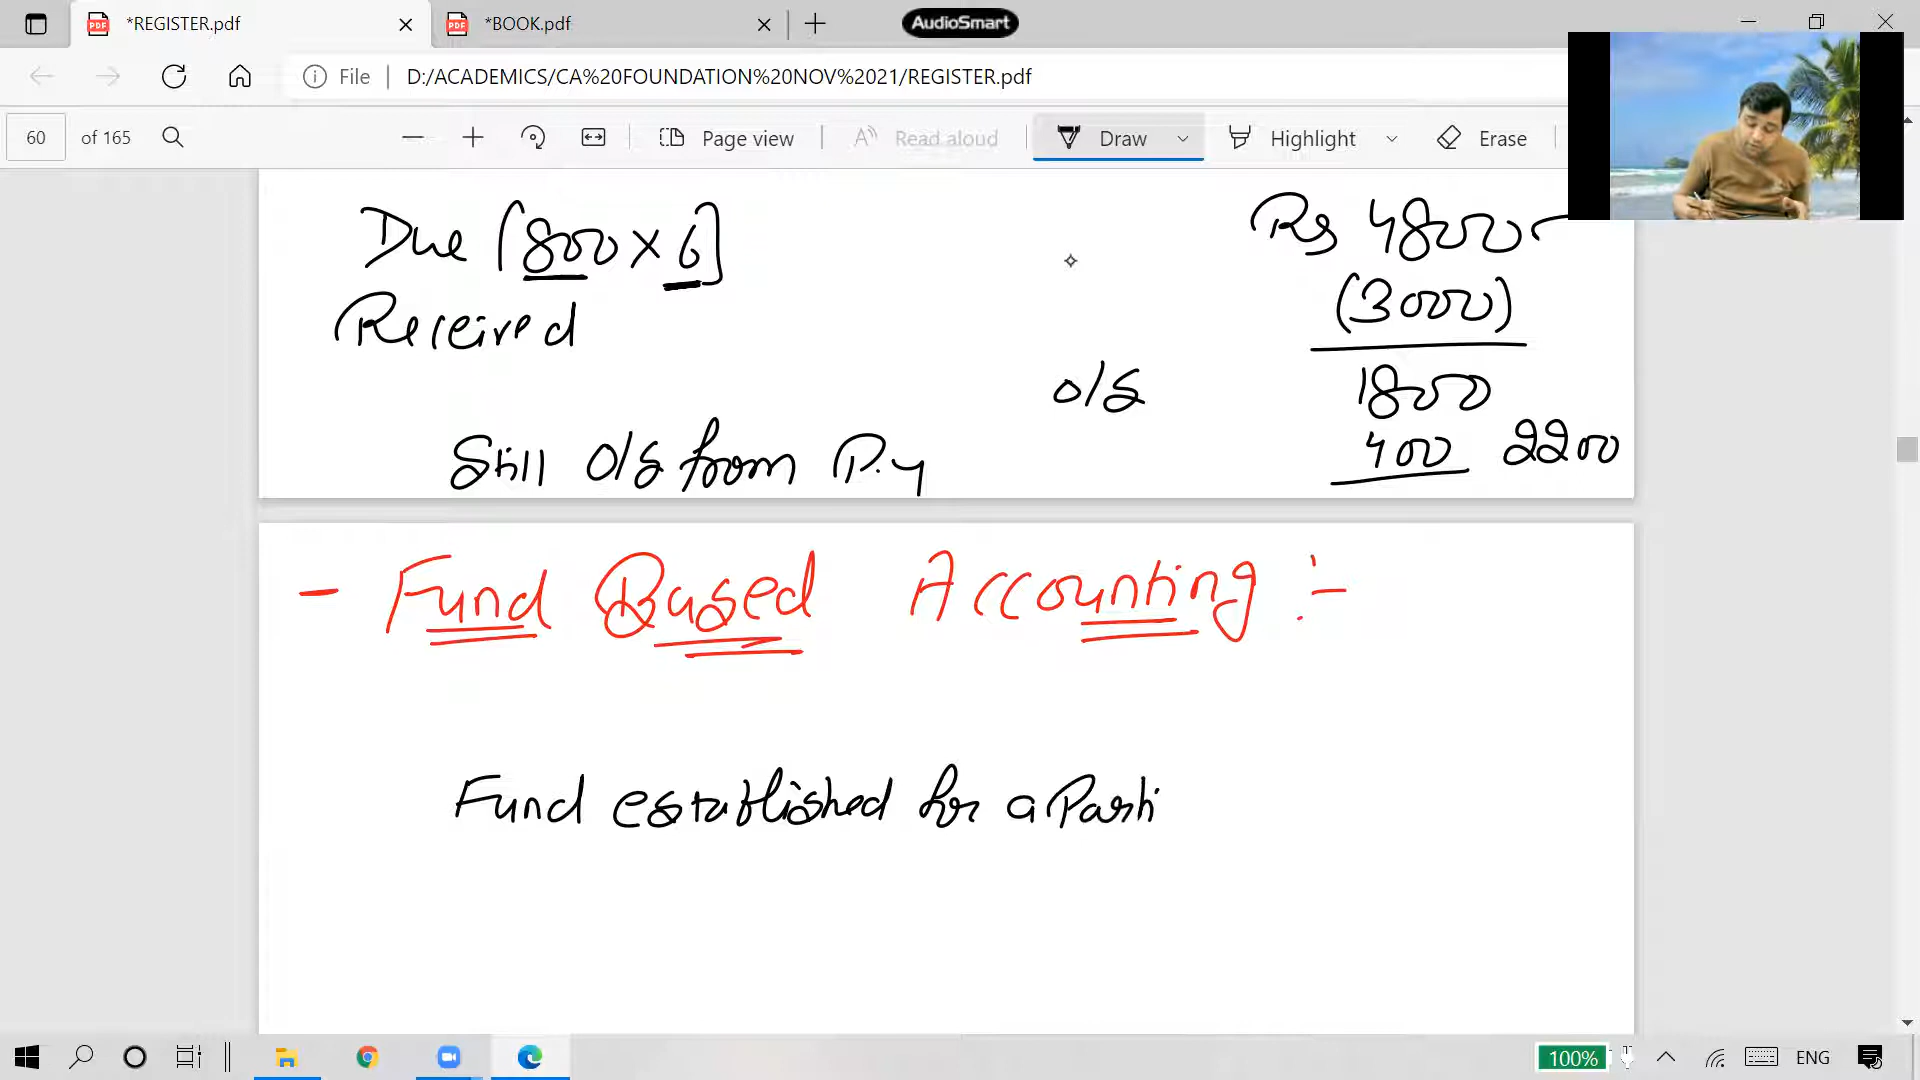 *REGISTER.pdf
*BOOK.pdf
AudioSmart
File D:/ACADEMICS/CA%20FOUNDATION%20NOV%2021/REGISTER.pdf
60 of 165 Page view Read aloud Draw Highlight Erase
Due [800 × 6] Rs 4800
Received (3000)
o/s 1800
Still o/s from P.y 400 2200
- Fund Based Accounting :-
Fund established for a Parti
100% ENG